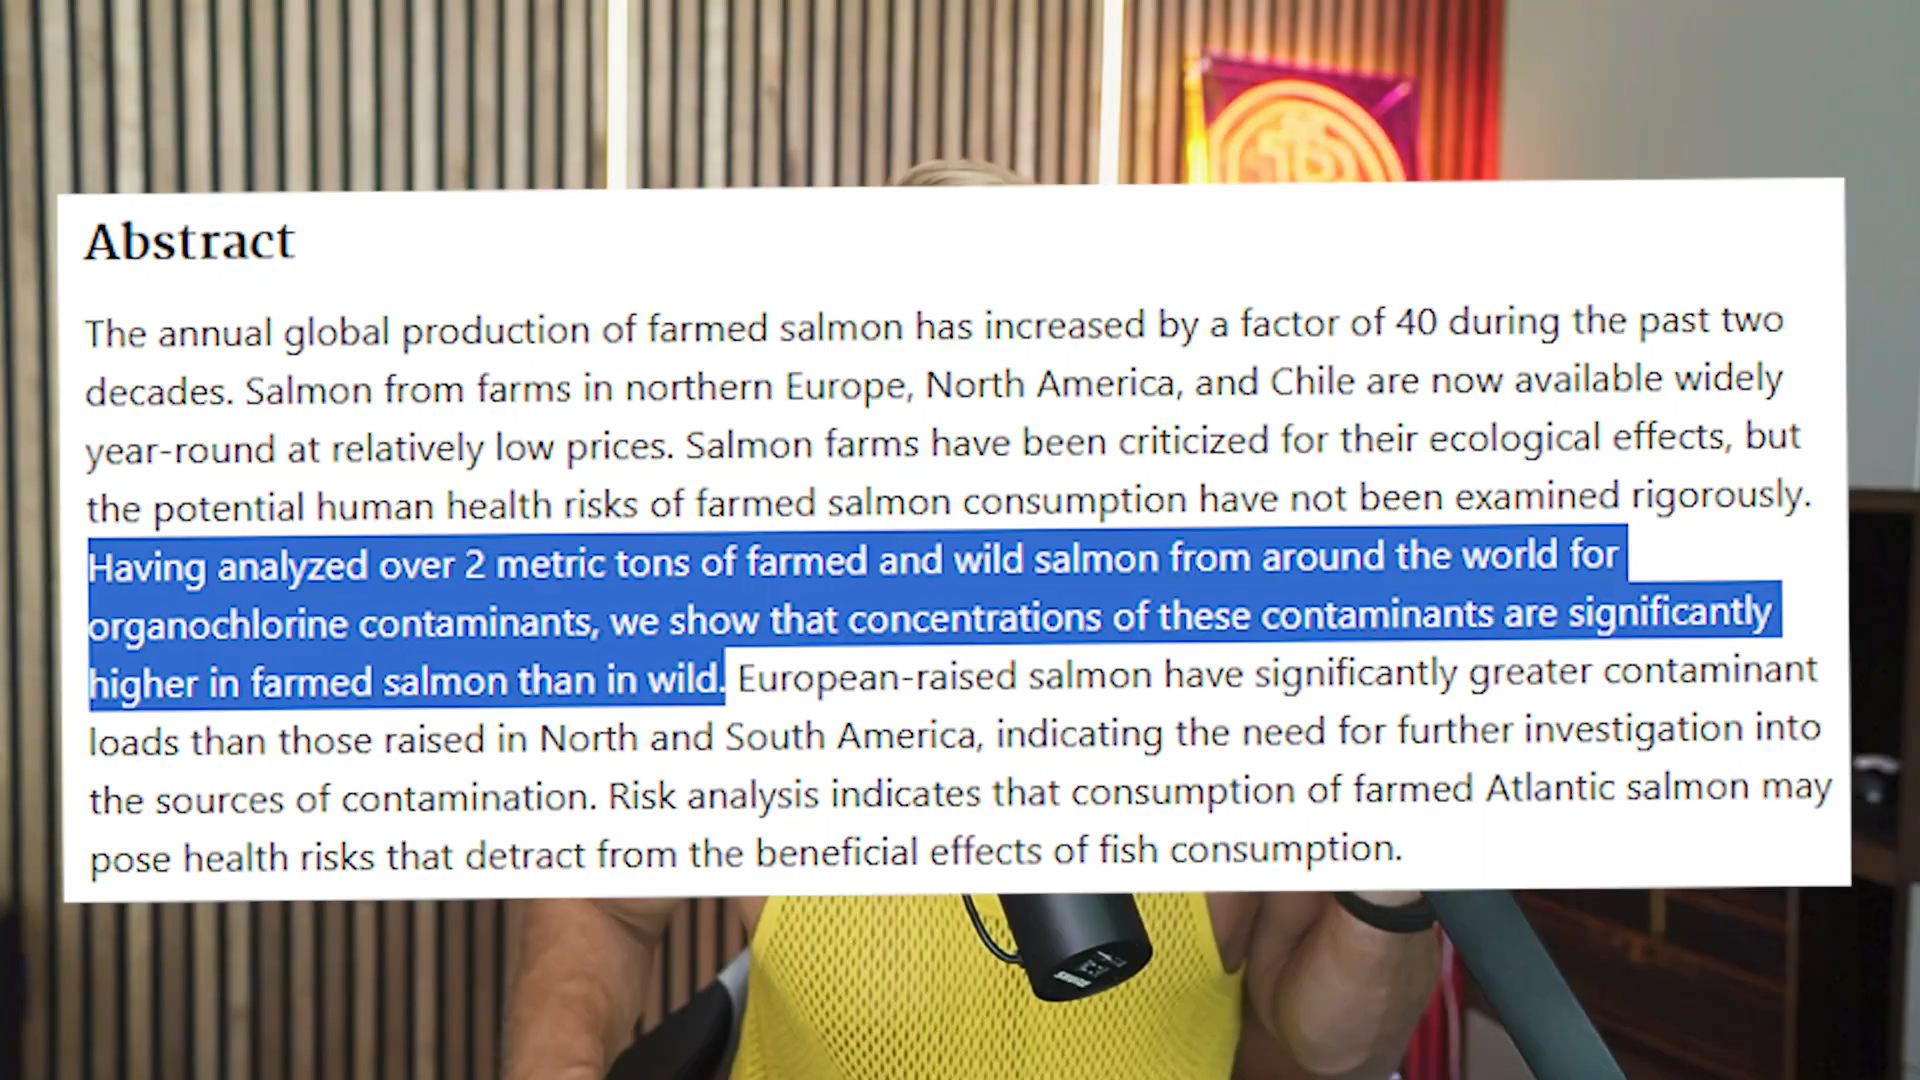 Abstract
The annual global production of farmed salmon has increased by a factor of 40 during the past two
decades. Salmon from farms in northern Europe, North America, and Chile are now available widely
year-round at relatively low prices. Salmon farms have been criticized for their ecological effects, but
the potential human health risks of farmed salmon consumption have not been examined rigorously.
Having analyzed over 2 metric tons of farmed and wild salmon from around the world for
organochlorine contaminants, we show that concentrations of these contaminants are significantly
higher in farmed salmon than in wild. European-raised salmon have significantly greater contaminant
loads than those raised in North and South America, indicating the need for further investigation into
the sources of contamination. Risk analysis indicates that consumption of farmed Atlantic salmon may
pose health risks that detract from the beneficial effects of fish consumption.